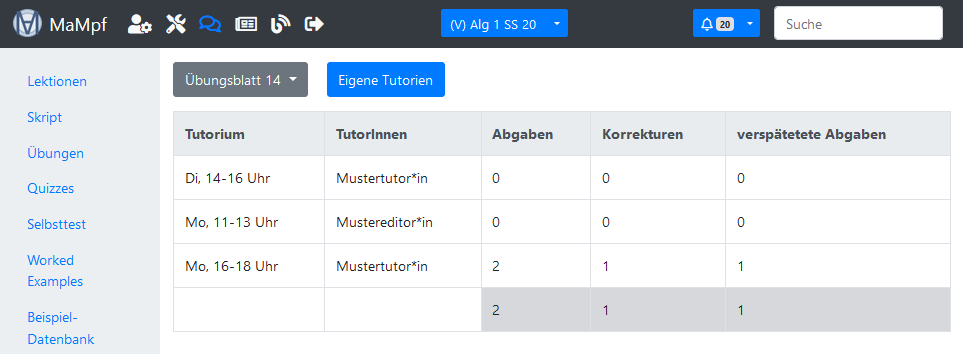 MaMpf (V) Alg 1 SS 20 20 Suche
Lektionen
Skript
Übungen
Quizzes
Selbsttest
Worked
Examples
Beispiel-
Datenbank
Übungsblatt 14 Eigene Tutorien
Tutorium TutorInnen Abgaben Korrekturen verspätetete Abgaben
Di, 14-16 Uhr Mustertutor*in 0 0 0
Mo, 11-13 Uhr Mustereditor*in 0 0 0
Mo, 16-18 Uhr Mustertutor*in 2 1 1
2 1 1